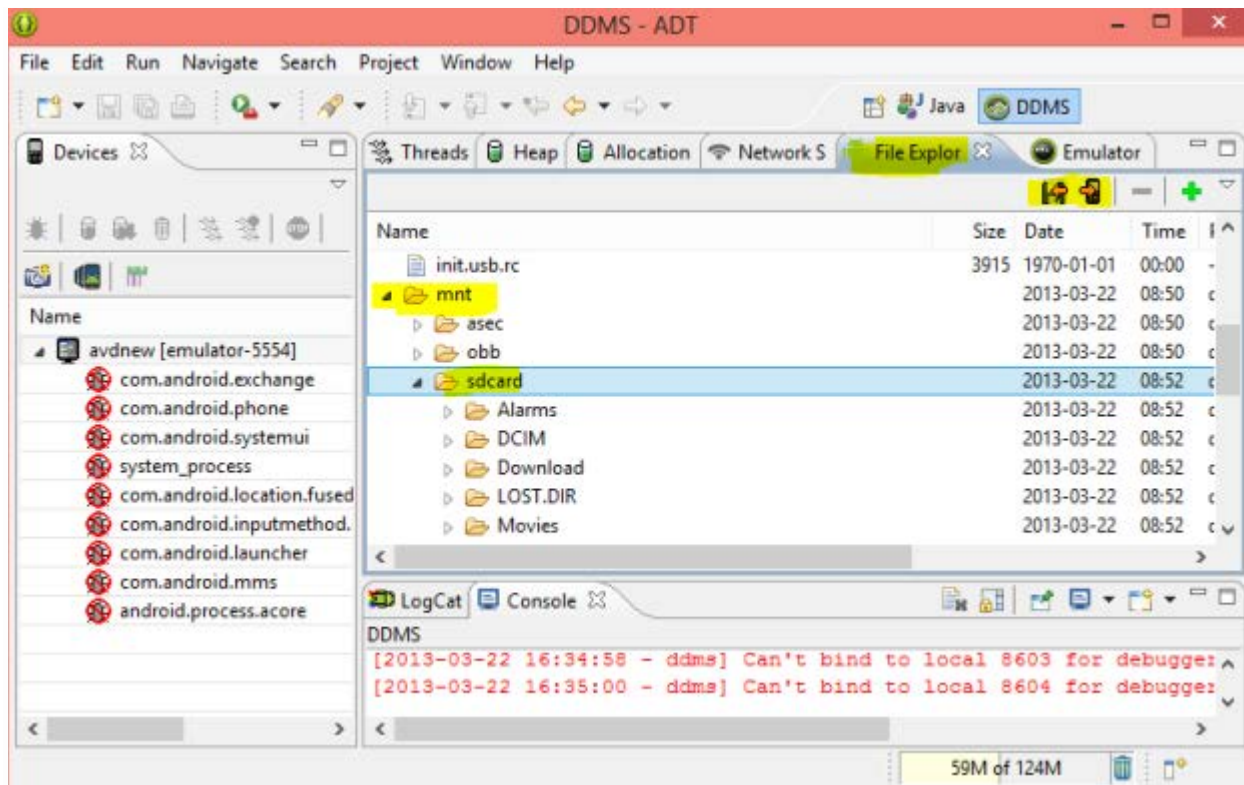 DDMS - ADT
File Edit Run Navigate Search Project Window Help
Java DDMS
Devices
Threads Heap Allocation Network S File Explor Emulator
Name Size Date Time
init.usb.rc 3915 1970-01-01 00:00 -
mnt 2013-03-22 08:50
asec 2013-03-22 08:50
obb 2013-03-22 08:50
sdcard 2013-03-22 08:52
Alarms 2013-03-22 08:52
DCIM 2013-03-22 08:52
Download 2013-03-22 08:52
LOST.DIR 2013-03-22 08:52
Movies 2013-03-22 08:52
Name
avdnew [emulator-5554]
com.android.exchange
com.android.phone
com.android.systemui
system_process
com.android.location.fused
com.android.inputmethod.
com.android.launcher
com.android.mms
android.process.acore
LogCat Console
DDMS
[2013-03-22 16:34:58 - ddms] Can't bind to local 8603 for debugger
[2013-03-22 16:35:00 - ddms] Can't bind to local 8604 for debugger
59M of 124M